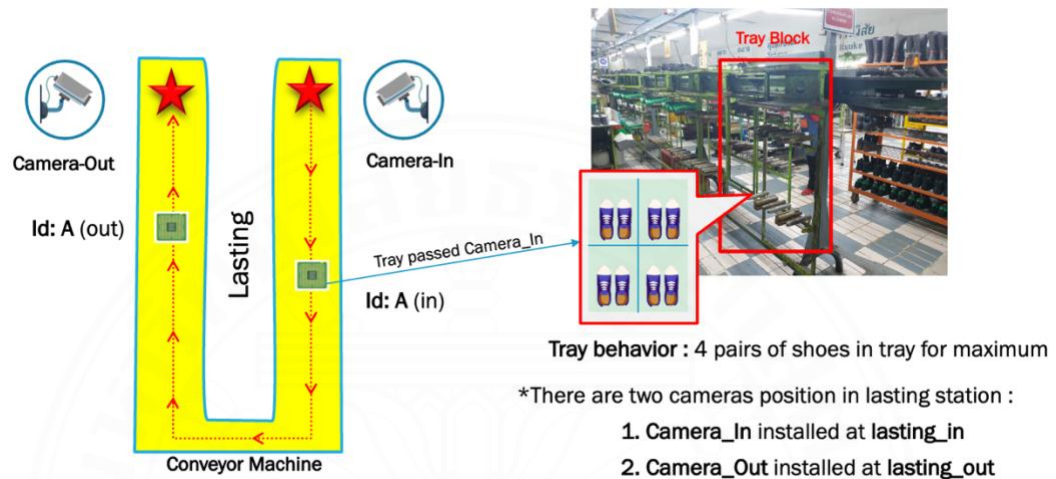 Tray Block
Camera-Out
Camera-In
Id: A (out)
Lasting
Tray passed Camera_In
Id: A (in)
Conveyor Machine
Tray behavior : 4 pairs of shoes in tray for maximum
*There are two cameras position in lasting station :
1. Camera_In installed at lasting_in
2. Camera_Out installed at lasting_out